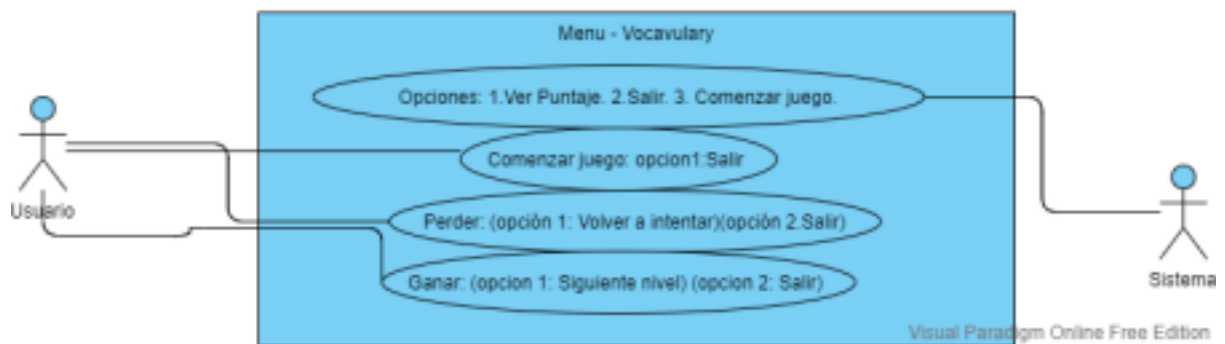 Menu - Vocavulary
Opciones: 1.Ver Puntaje. 2.Salir. 3. Comenzar juego.
Comenzar juego: opcion1:Salir
Usuario
Perder: (opción 1: Volver a intentar)(opción 2.Salir)
Ganar: (opcion 1: Siguiente nivel) (opcion 2: Salir)
Sistema
Visual Paradigm Online Free Edition